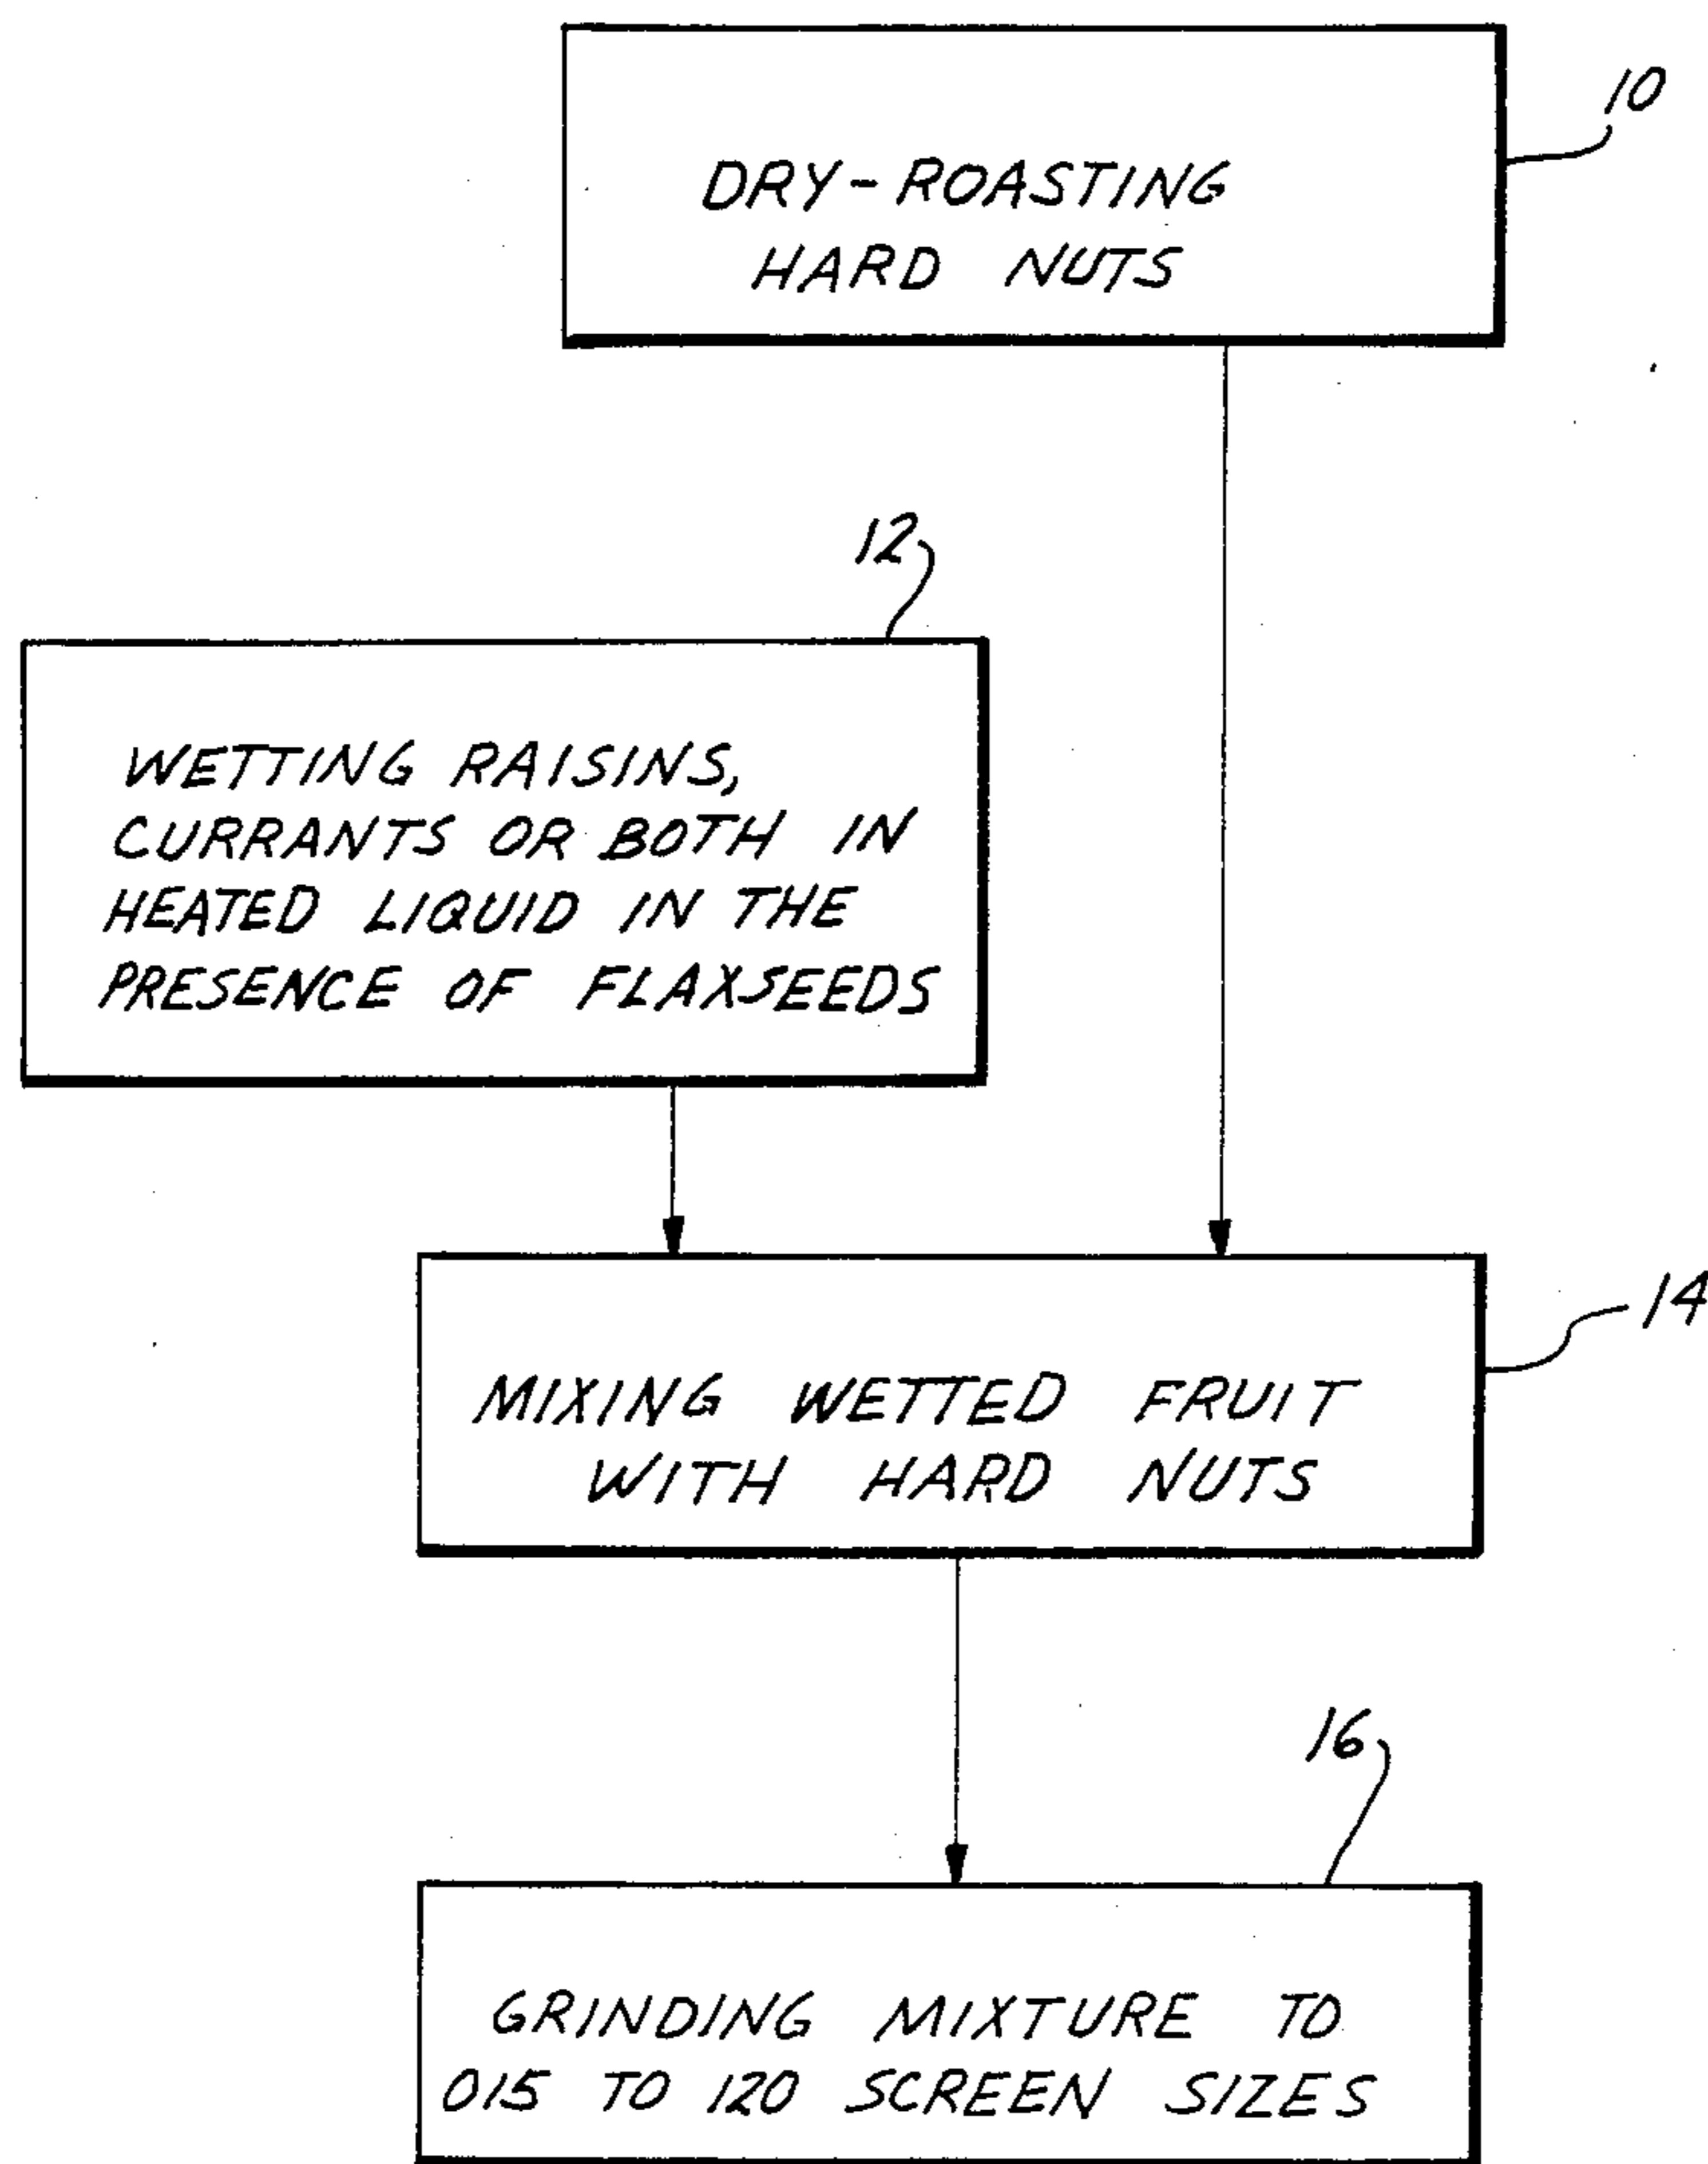 10
DRY-ROASTING
HARD NUTS
12
WETTING RAISINS,
CURRANTS OR BOTH IN
HEATED LIQUID IN THE
PRESENCE OF FLAXSEEDS
14
MIXING WETTED FRUIT
WITH HARD NUTS
16
GRINDING MIXTURE TO
015 TO 120 SCREEN SIZES